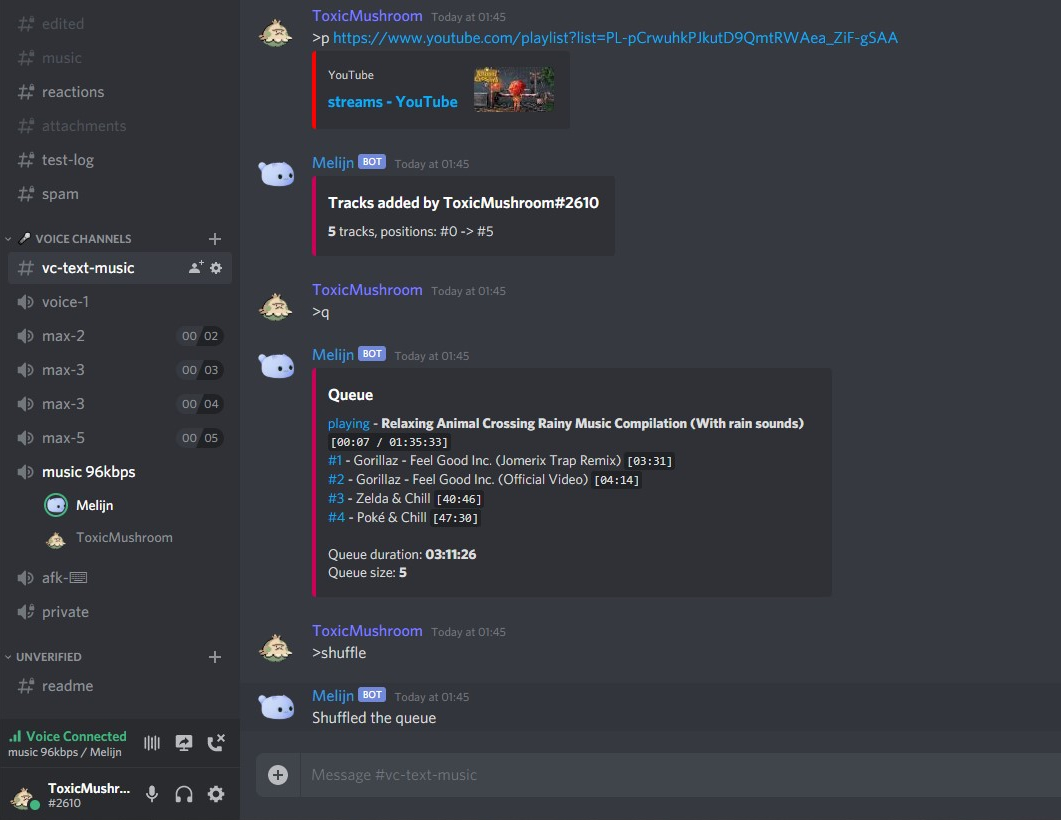 edited
music
reactions
attachments
test-log
spam
VOICE CHANNELS
vc-text-music
voice-1
max-2 00 02
max-3 00 03
max-3 00 04
max-5 00 05
music 96kbps
Melijn
ToxicMushroom
afk-⌨
private
UNVERIFIED
readme
Voice Connected
music 96kbps / Melijn
ToxicMushr...
#2610
ToxicMushroom Today at 01:45
>p https://www.youtube.com/playlist?list=PL-pCrwuhkPJkutD9QmtRWAea_ZiF-gSAA
YouTube
streams - YouTube
Melijn BOT Today at 01:45
Tracks added by ToxicMushroom#2610
5 tracks, positions: #0 -> #5
ToxicMushroom Today at 01:45
>q
Melijn BOT Today at 01:45
Queue
playing - Relaxing Animal Crossing Rainy Music Compilation (With rain sounds)
[00:07 / 01:35:33]
#1 - Gorillaz - Feel Good Inc. (Jomerix Trap Remix) [03:31]
#2 - Gorillaz - Feel Good Inc. (Official Video) [04:14]
#3 - Zelda & Chill [40:46]
#4 - Poké & Chill [47:30]
Queue duration: 03:11:26
Queue size: 5
ToxicMushroom Today at 01:45
>shuffle
Melijn BOT Today at 01:45
Shuffled the queue
Message #vc-text-music